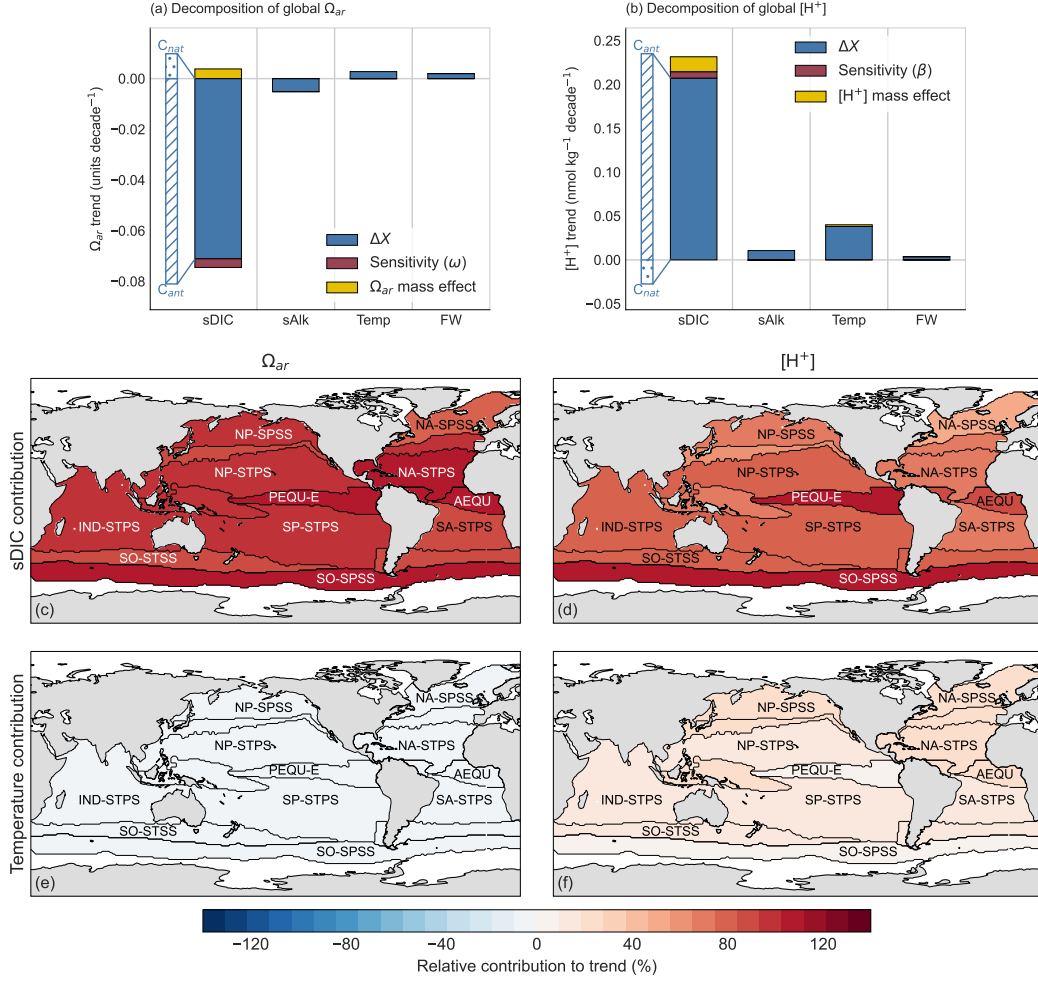 (a) Decomposition of global Ωar
Cnat
0.00
−0.02
−0.04
−0.06
−0.08
Ωar trend (units decade−1)
Cant
ΔX
Sensitivity (ω)
Ωar mass effect
sDIC
sAlk
Temp
FW
(b) Decomposition of global [H+]
Cant
0.25
0.20
0.15
0.10
0.05
0.00
−0.05
[H+] trend (nmol kg−1 decade−1)
Cnat
ΔX
Sensitivity (β)
[H+] mass effect
sDIC
sAlk
Temp
FW
Ωar
[H+]
sDIC contribution
NP-SPSS
NA-SPSS
NP-STPS
NA-STPS
PEQU-E
AEQU
IND-STPS
SP-STPS
SA-STPS
SO-STSS
SO-SPSS
(c)
NP-SPSS
NA-SPSS
NP-STPS
NA-STPS
PEQU-E
AEQU
IND-STPS
SP-STPS
SA-STPS
SO-STSS
SO-SPSS
(d)
Temperature contribution
NP-SPSS
NA-SPSS
NP-STPS
NA-STPS
PEQU-E
AEQU
IND-STPS
SP-STPS
SA-STPS
SO-STSS
SO-SPSS
(e)
NP-SPSS
NA-SPSS
NP-STPS
NA-STPS
PEQU-E
AEQU
IND-STPS
SP-STPS
SA-STPS
SO-STSS
SO-SPSS
(f)
−120 −80 −40 0 40 80 120
Relative contribution to trend (%)